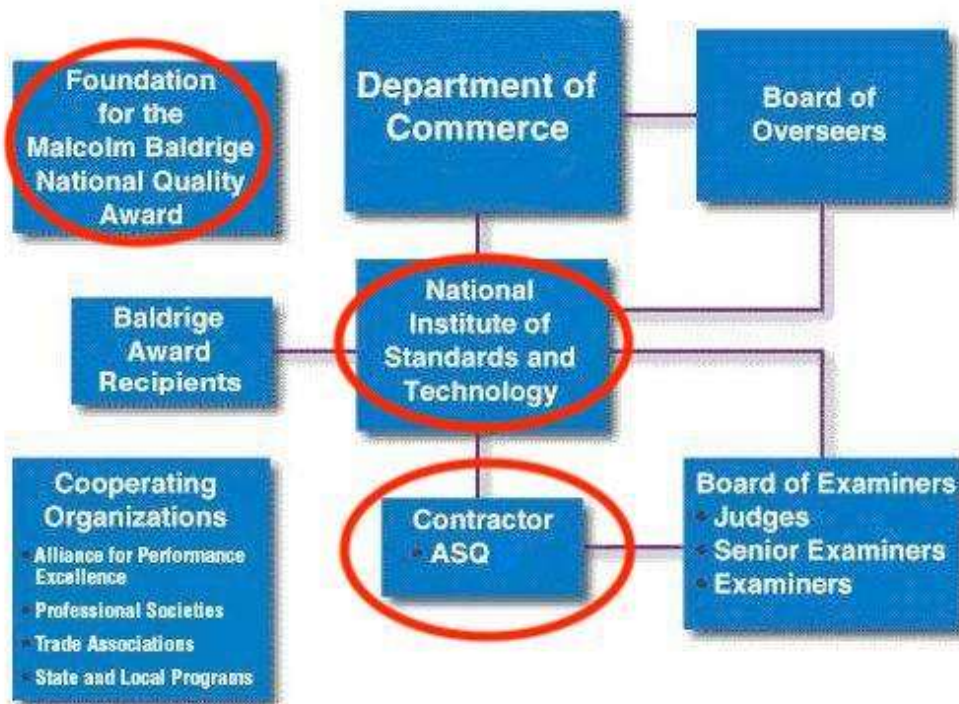 Foundation
for the
Malcolm Baldrige
National Quality
Award
Department of
Commerce
Board of
Overseers
Baldrige
Award
Recipients
National
Institute of
Standards and
Technology
Cooperating
Organizations
• Alliance for Performance
Excellence
• Professional Societies
• Trade Associations
• State and Local Programs
Contractor
• ASQ
Board of Examiners
• Judges
• Senior Examiners
• Examiners